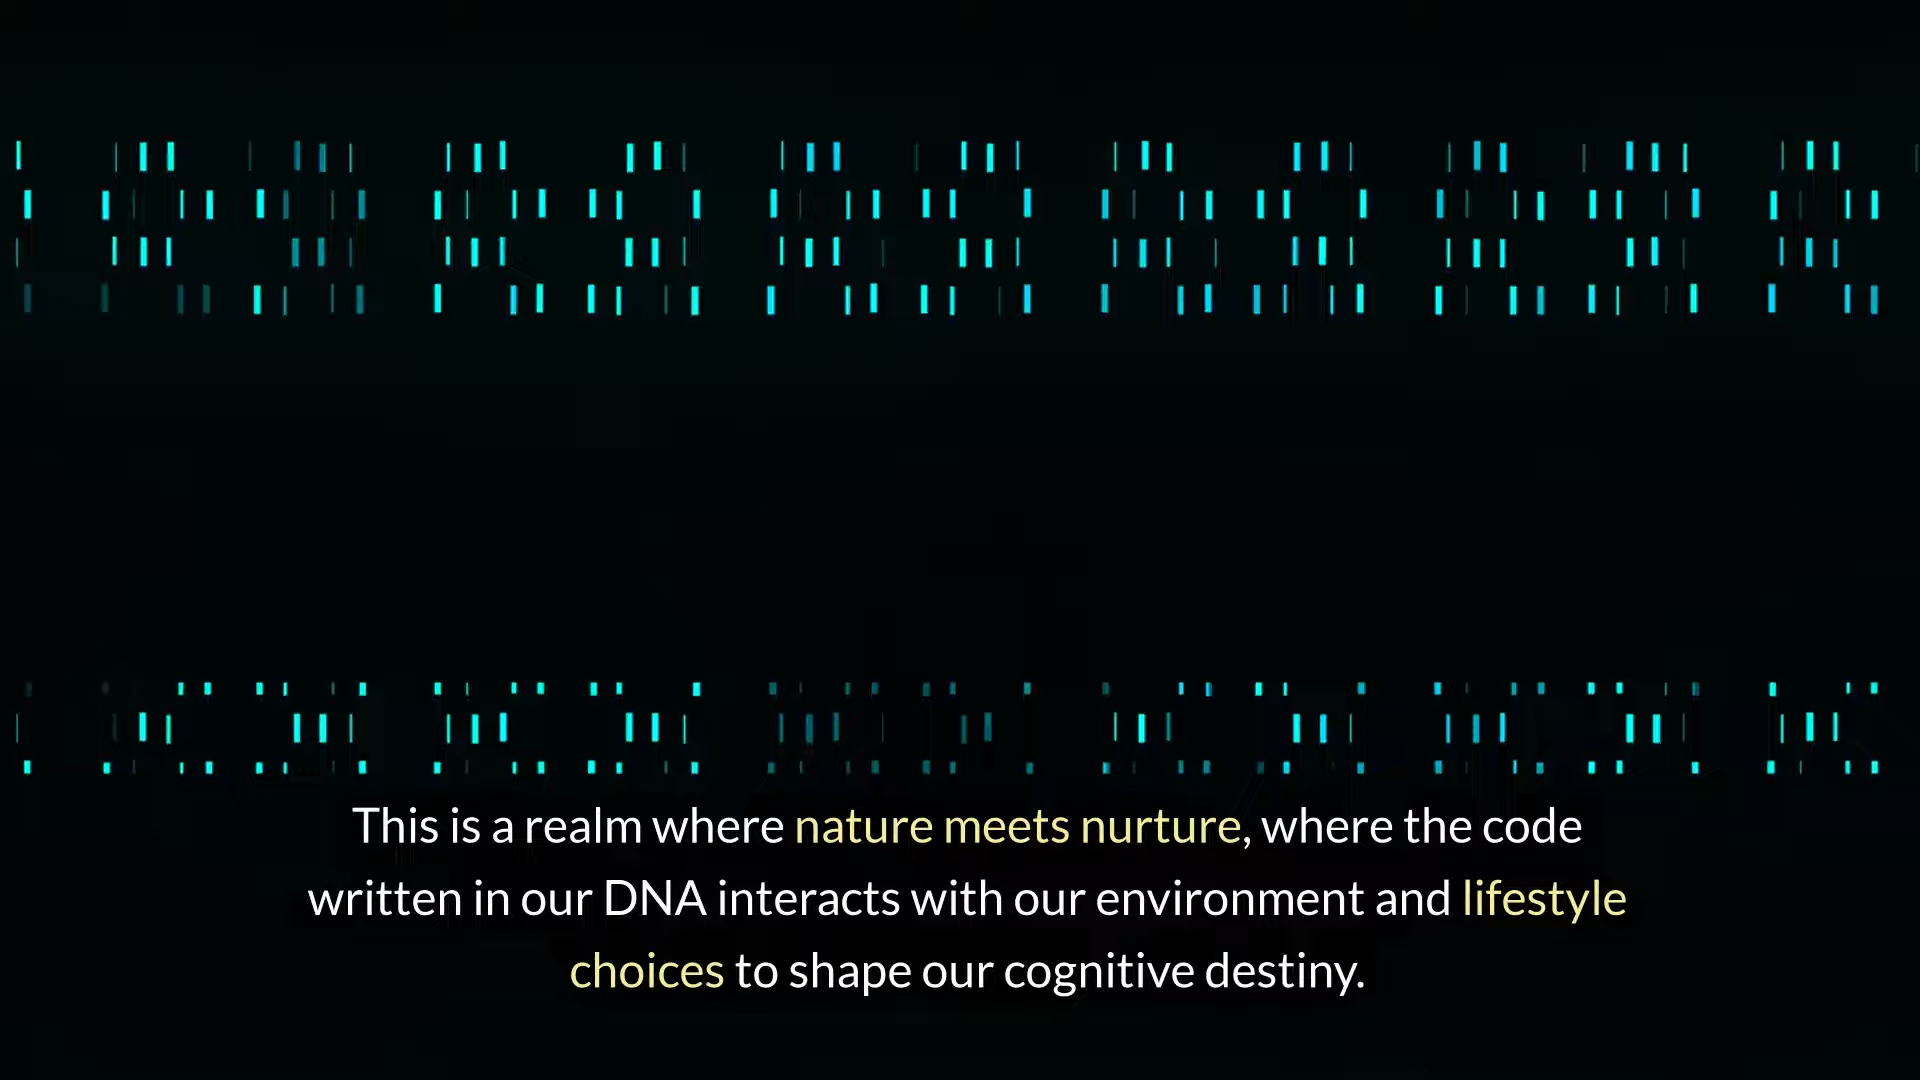 This is a realm where nature meets nurture, where the code
written in our DNA interacts with our environment and lifestyle
choices to shape our cognitive destiny.